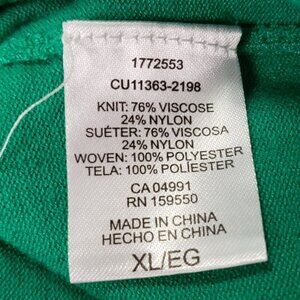 1772553
CU11363-2198
KNIT: 76% VISCOSE
24% NYLON
SUÉTER: 76% VISCOSA
24% NYLON
WOVEN: 100% POLYESTER
TELA: 100% POLÍESTER
CA 04991
RN 159550
MADE IN CHINA
HECHO EN CHINA
XL/EG